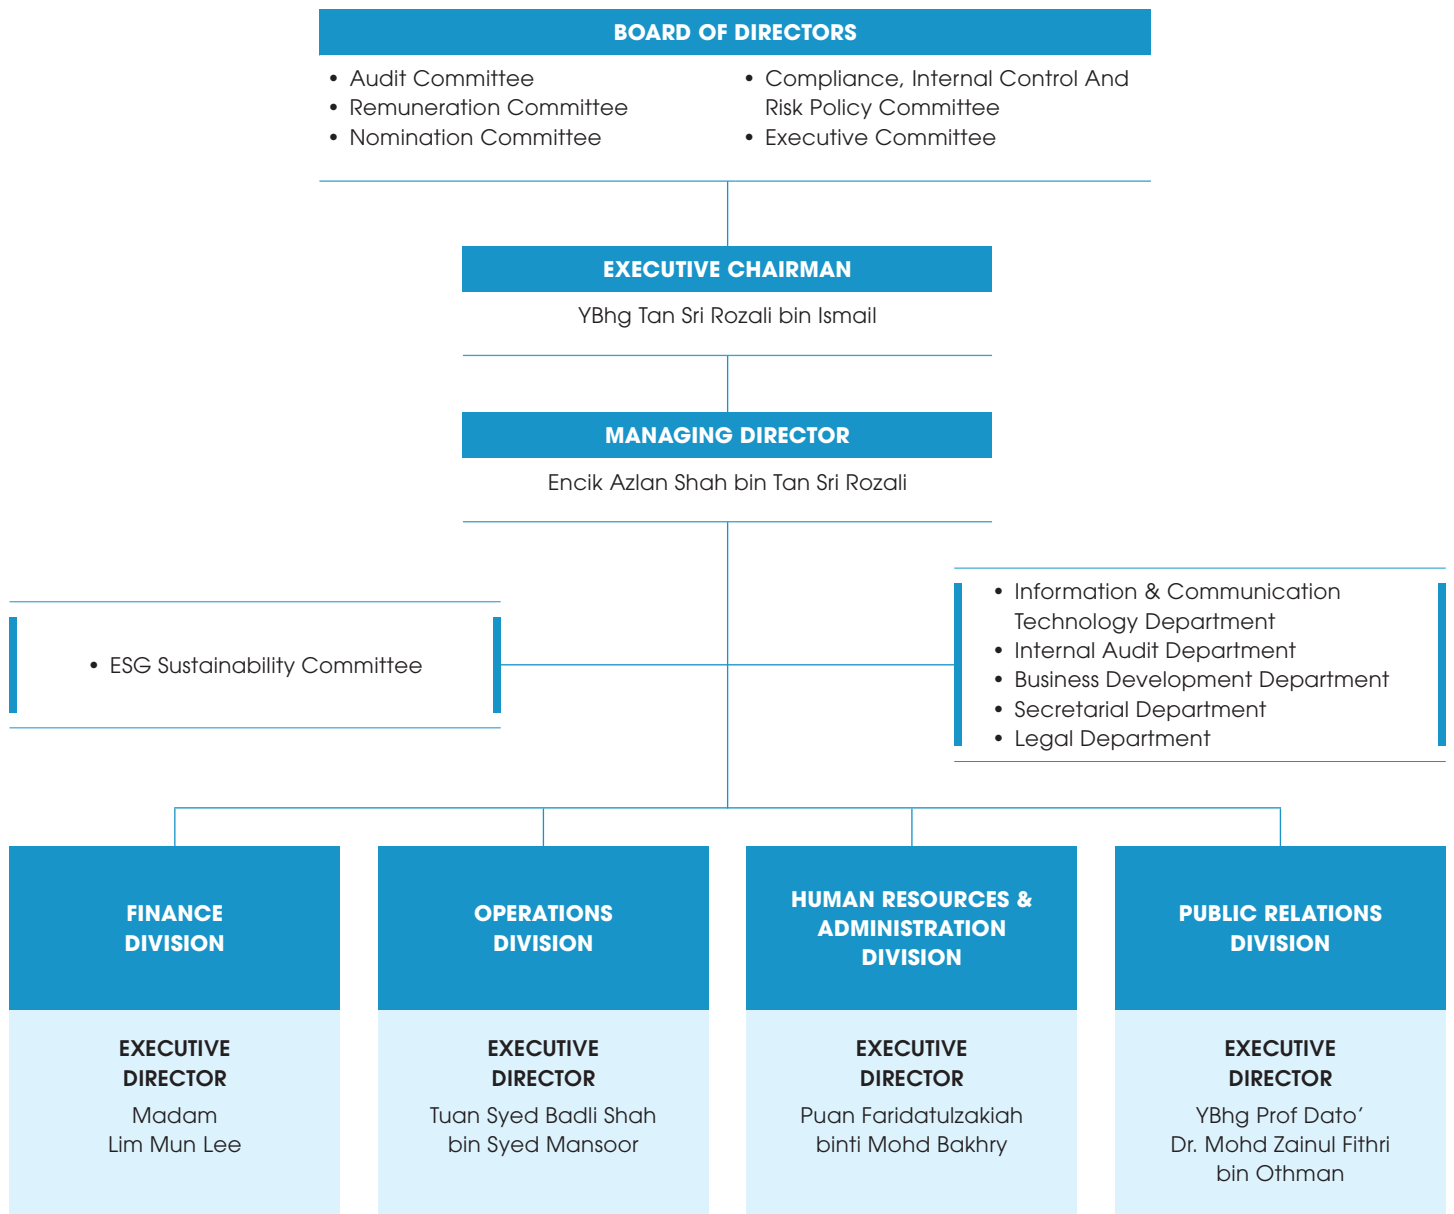 BOARD OF DIRECTORS
• Audit Committee
• Remuneration Committee
• Nomination Committee
• Compliance, Internal Control And
Risk Policy Committee
• Executive Committee
EXECUTIVE CHAIRMAN
YBhg Tan Sri Rozali bin Ismail
MANAGING DIRECTOR
Encik Azlan Shah bin Tan Sri Rozali
• ESG Sustainability Committee
• Information & Communication
Technology Department
• Internal Audit Department
• Business Development Department
• Secretarial Department
• Legal Department
FINANCE
DIVISION
EXECUTIVE
DIRECTOR
Madam
Lim Mun Lee
OPERATIONS
DIVISION
EXECUTIVE
DIRECTOR
Tuan Syed Badli Shah
bin Syed Mansoor
HUMAN RESOURCES &
ADMINISTRATION
DIVISION
EXECUTIVE
DIRECTOR
Puan Faridatulzakiah
binti Mohd Bakhry
PUBLIC RELATIONS
DIVISION
EXECUTIVE
DIRECTOR
YBhg Prof Dato’
Dr. Mohd Zainul Fithri
bin Othman